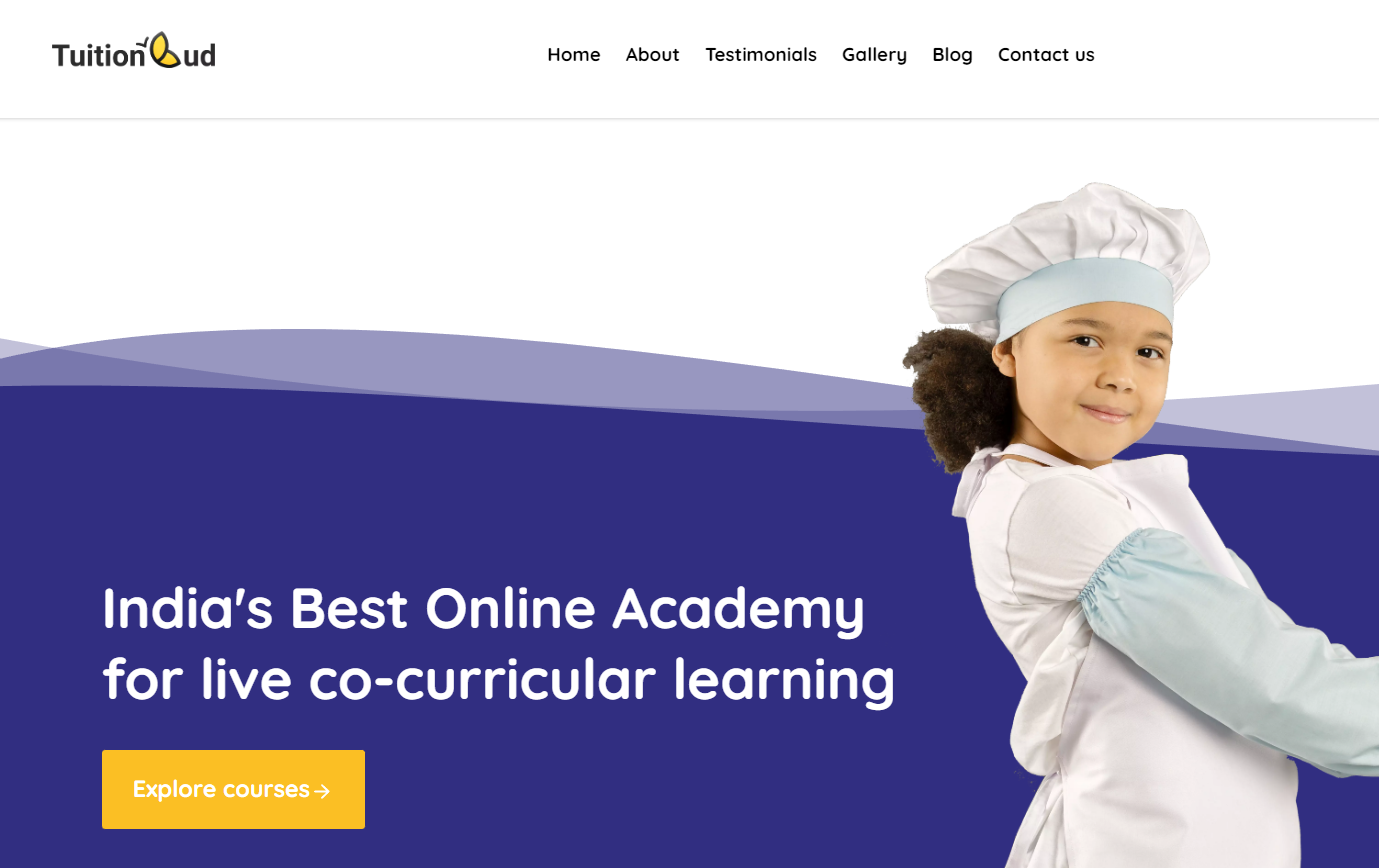 TuitionBud
Home About Testimonials Gallery Blog Contact us
India's Best Online Academy
for live co-curricular learning
Explore courses→